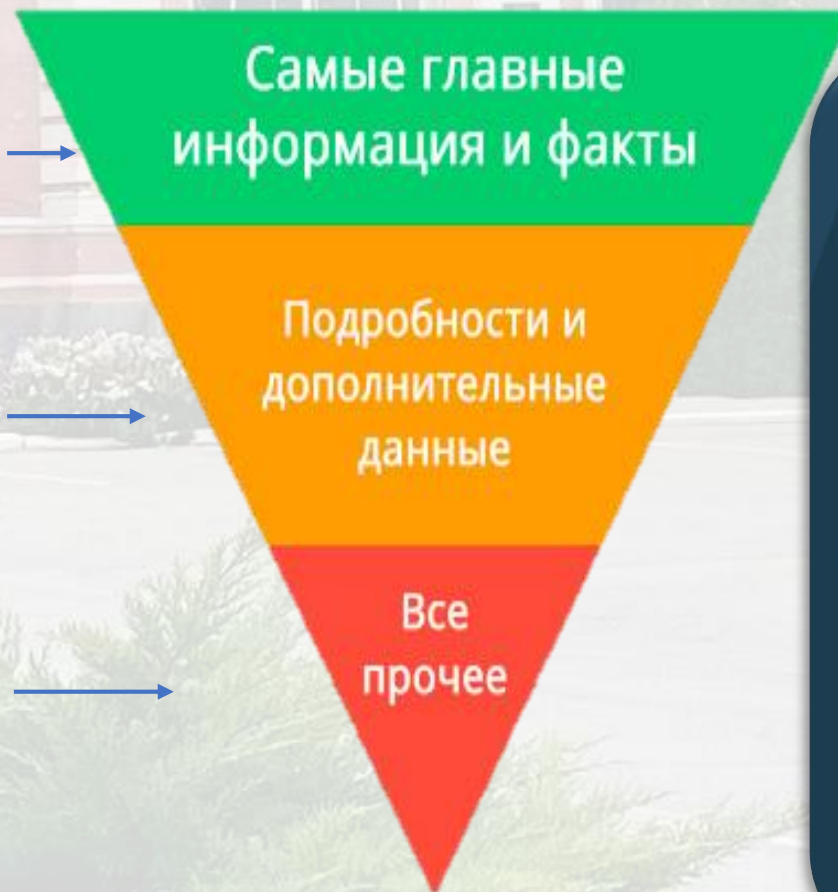 Самые главные
информация и факты
Подробности и
дополнительные
данные
Все
прочее